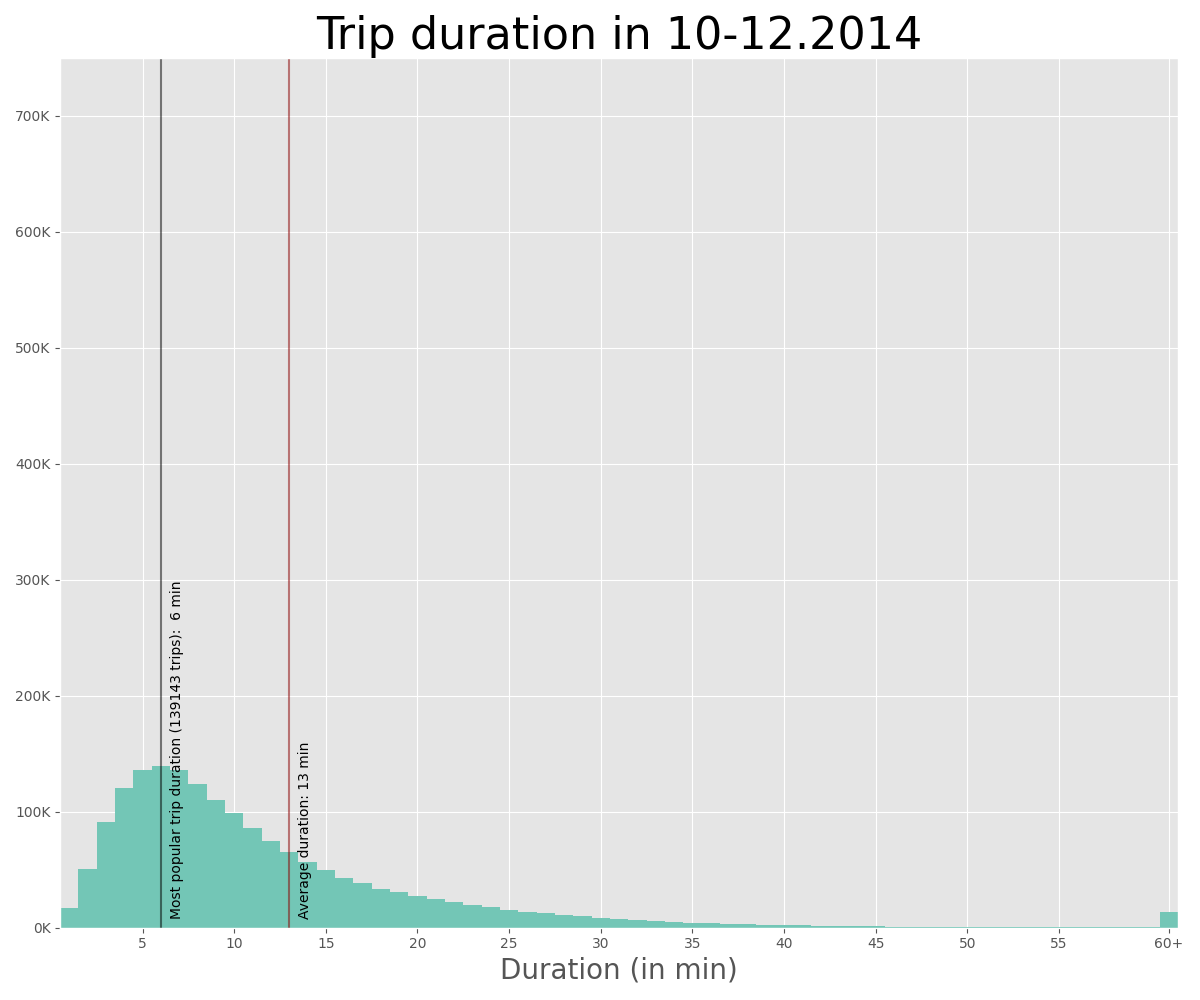 Trip duration in 10-12.2014
700K
600K
500K
400K
300K
200K
100K
0K
Most popular trip duration (139143 trips):  6 min
Average duration: 13 min
5
10
15
20
25
30
35
40
45
50
55
60+
Duration (in min)